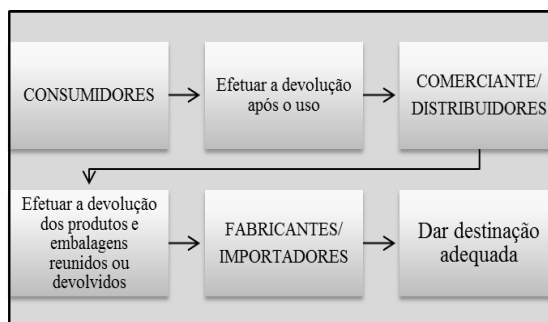 CONSUMIDORES
Efetuar a devolução
após o uso
COMERCIANTE/
DISTRIBUIDORES
Efetuar a devolução
dos produtos e
embalagens
reunidos ou
devolvidos
FABRICANTES/
IMPORTADORES
Dar destinação
adequada